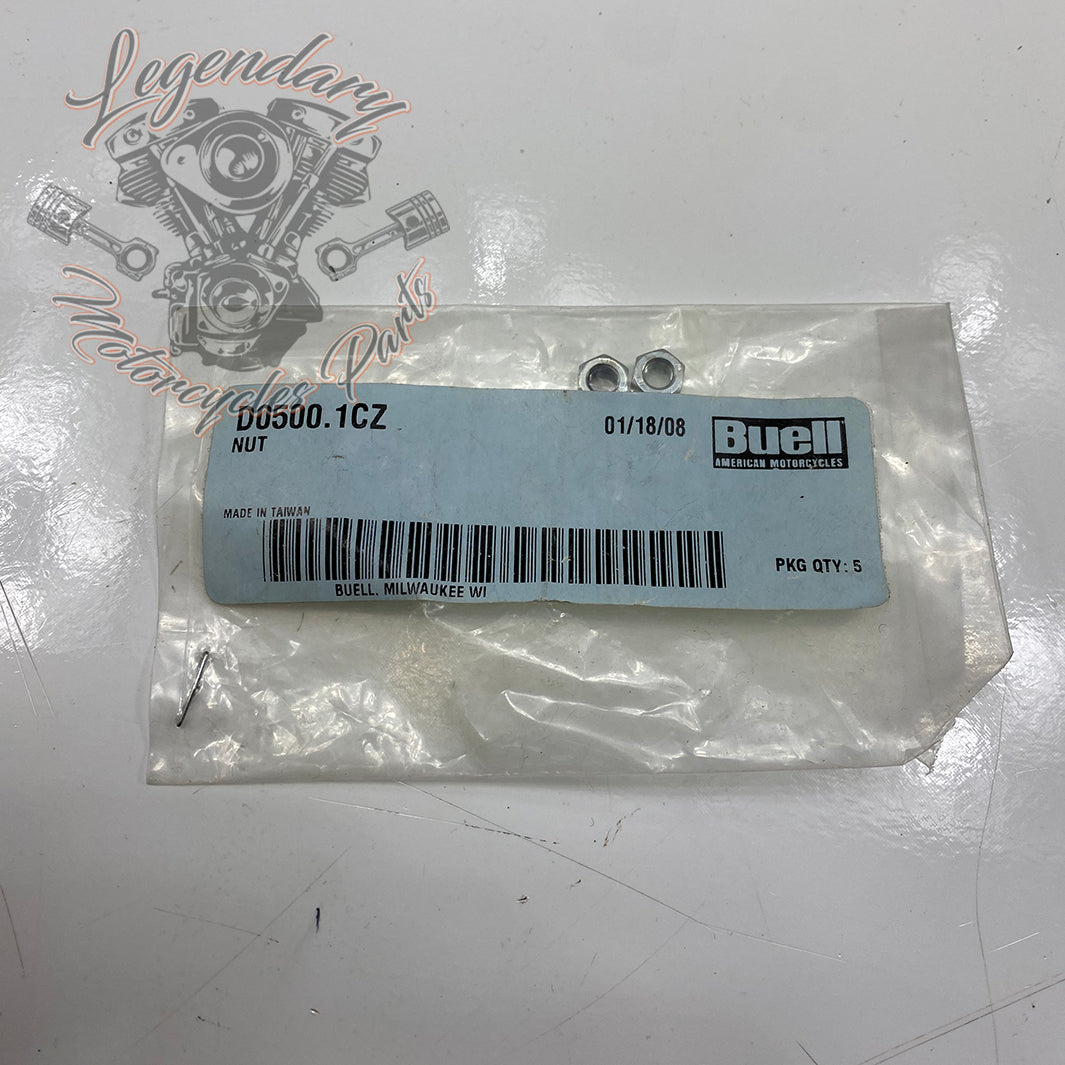 Legendary
Motorcycles Parts
D0500.1CZ
NUT
01/18/08
Buell
AMERICAN MOTORCYCLES
MADE IN TAIWAN
PKG QTY: 5
BUELL, MILWAUKEE WI